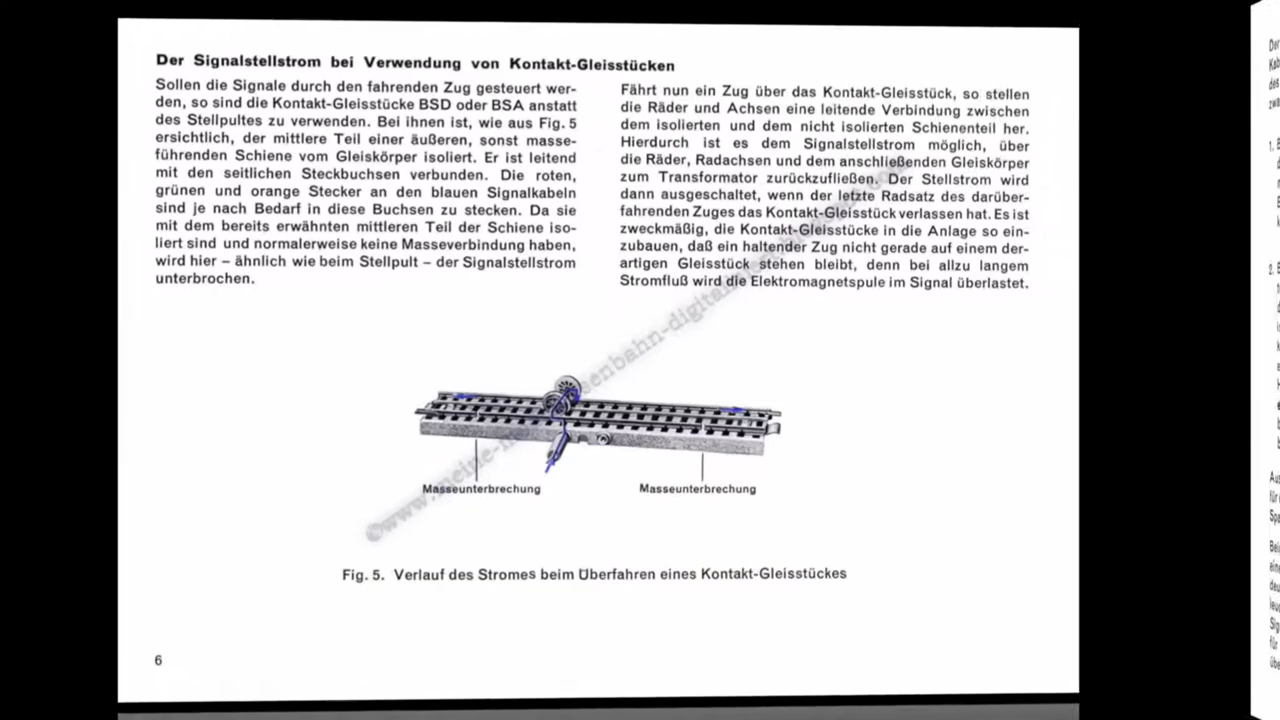 Der Signalstellstrom bei Verwendung von Kontakt-Gleisstücken
Sollen die Signale durch den fahrenden Zug gesteuert wer-
den, so sind die Kontakt-Gleisstücke BSD oder BSA anstatt
des Stellpultes zu verwenden. Bei ihnen ist, wie aus Fig. 5
ersichtlich, der mittlere Teil einer äußeren, sonst masse-
führenden Schiene vom Gleiskörper isoliert. Er ist leitend
mit den seitlichen Steckbuchsen verbunden. Die roten,
grünen und orange Stecker an den blauen Signalkabeln
sind je nach Bedarf in diese Buchsen zu stecken. Da sie
mit dem bereits erwähnten mittleren Teil der Schiene iso-
liert sind und normalerweise keine Masseverbindung haben,
wird hier – ähnlich wie beim Stellpult – der Signalstellstrom
unterbrochen.
Fährt nun ein Zug über das Kontakt-Gleisstück, so stellen
die Räder und Achsen eine leitende Verbindung zwischen
dem isolierten und dem nicht isolierten Schienenteil her.
Hierdurch ist es dem Signalstellstrom möglich, über
die Räder, Radachsen und dem anschließenden Gleiskörper
zum Transformator zurückzufließen. Der Stellstrom wird
dann ausgeschaltet, wenn der letzte Radsatz des darüber-
fahrenden Zuges das Kontakt-Gleisstück verlassen hat. Es ist
zweckmäßig, die Kontakt-Gleisstücke in die Anlage so ein-
zubauen, daß ein haltender Zug nicht gerade auf einem der-
artigen Gleisstück stehen bleibt, denn bei allzu langem
Stromfluß wird die Elektromagnetspule im Signal überlastet.
Masseunterbrechung
Masseunterbrechung
Fig. 5. Verlauf des Stromes beim Überfahren eines Kontakt-Gleisstückes
6